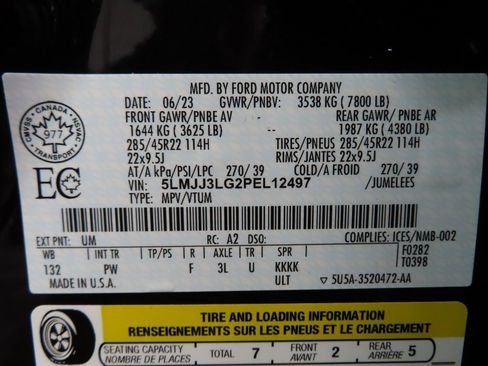 MFD. BY FORD MOTOR COMPANY
DATE: 06/23 GVWR/PNBV: 3538 KG ( 7800 LB)
FRONT GAWR/PNBE AV REAR GAWR/ PNBE AR
1644 KG ( 3625 LB) 1987 KG ( 4380 LB)
285/45R22 114H TIRES/PNEUS 285/45R22 114H
22x9.5J RIMS/JANTES 22x9.5J
AT/A kPa/PSI/LPC 270/ 39 COLD/A FROID 270/ 39
VIN: 5LMJJ3LG2PEL12497 /JUMELEES
TYPE: MPV/VTUM
CANADA
CMVSS NSVAC
977
TRANSPORT
EC
EXT PNT: UM RC: A2 DSO: COMPLIES: ICES/NMB-002
WB INT TR TP/PS R AXLE TR SPR F0282
132 PW F 3L U KKKK T0398
MADE IN U.S.A. ULT ▽ 5U5A-3520472-AA
TIRE AND LOADING INFORMATION
RENSEIGNEMENTS SUR LES PNEUS ET LE CHARGEMENT
SEATING CAPACITY TOTAL 7 FRONT AVANT 2 REAR ARRIÈRE 5